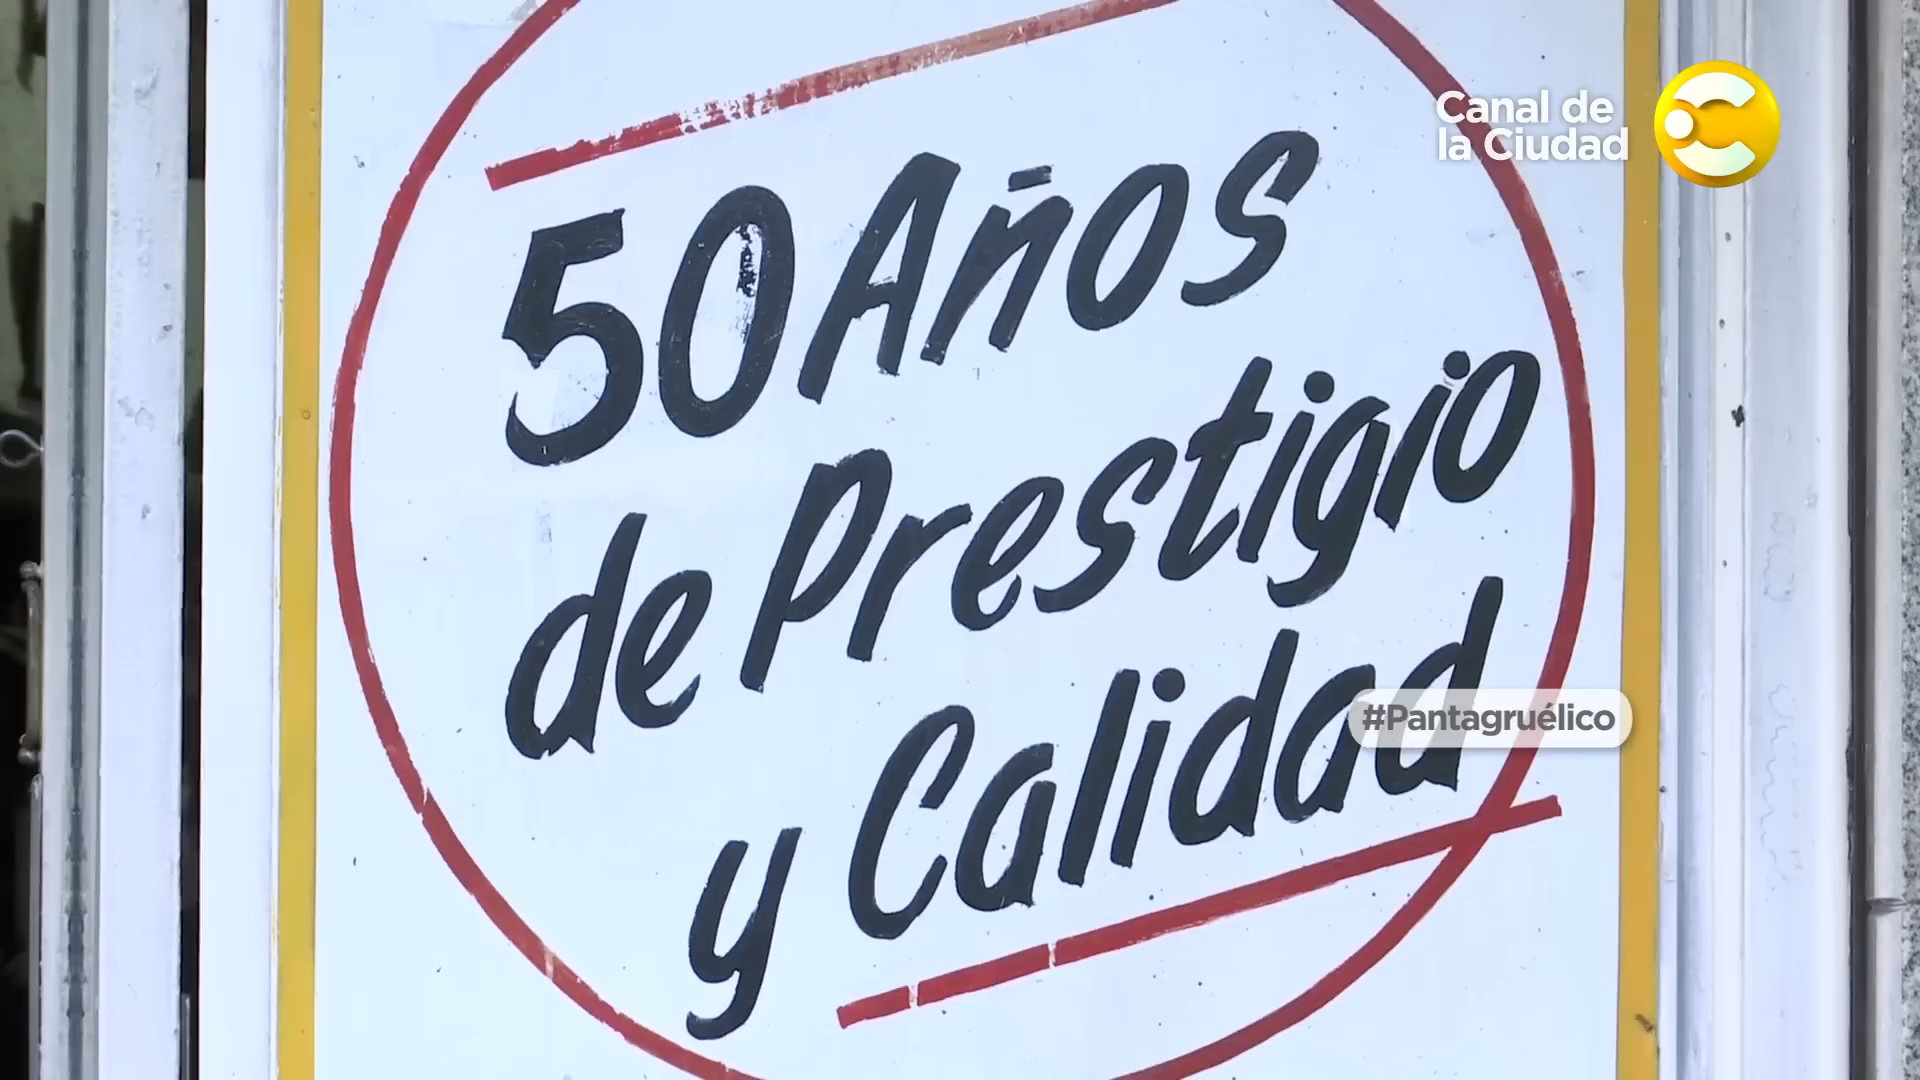 Canal de
la Ciudad
50 Años
de Prestigio
y Calidad
#Pantagruélico